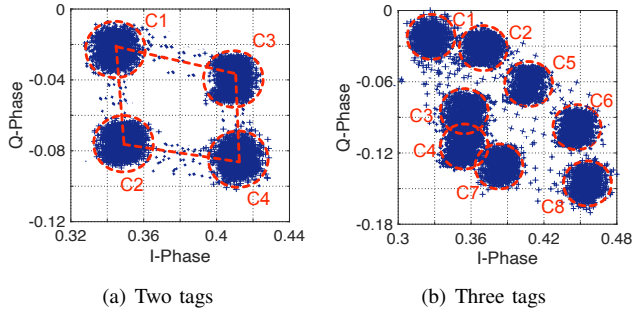 0
-0.04
-0.08
-0.12
0.32
0.36
0.4
0.44
Q-Phase
I-Phase
C1
C3
C2
C4
(a) Two tags
0
-0.06
-0.12
-0.18
0.3
0.36
0.42
0.48
Q-Phase
I-Phase
C1
C2
C5
C6
C3
C4
C7
C8
(b) Three tags